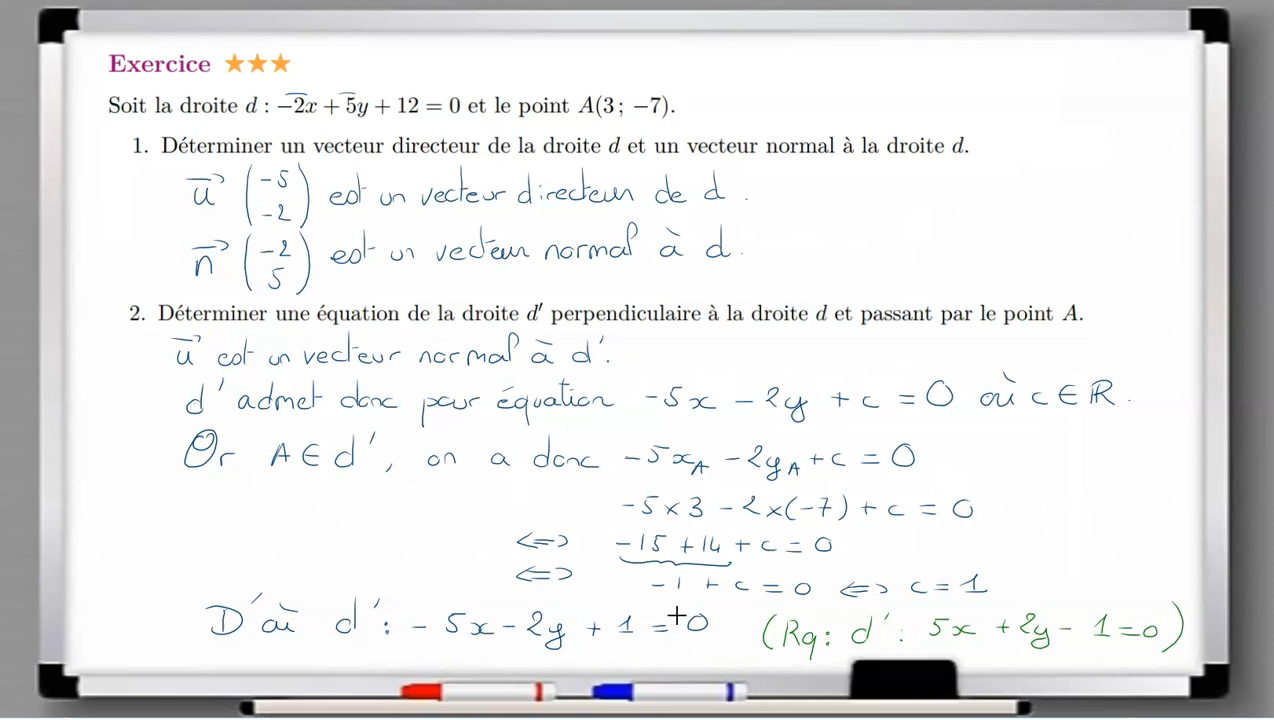 Exercice ★★★
Soit la droite d : −2x + 5y + 12 = 0 et le point A(3 ; −7).
1. Déterminer un vecteur directeur de la droite d et un vecteur normal à la droite d.
u⃗ (-5 -2) est un vecteur directeur de d.
n⃗ (-2 5) est un vecteur normal à d.
2. Déterminer une équation de la droite d′ perpendiculaire à la droite d et passant par le point A.
u⃗ est un vecteur normal à d'.
d' admet donc pour équation -5x - 2y + c = 0 où c ∈ ℝ.
Or A ∈ d', on a donc -5x_A - 2y_A + c = 0
-5 × 3 - 2 × (-7) + c = 0
⇔ -15 + 14 + c = 0
⇔ -1 + c = 0 ⇔ c = 1
D'où d' : -5x - 2y + 1 = 0 (Rq : d' : 5x + 2y - 1 = 0)